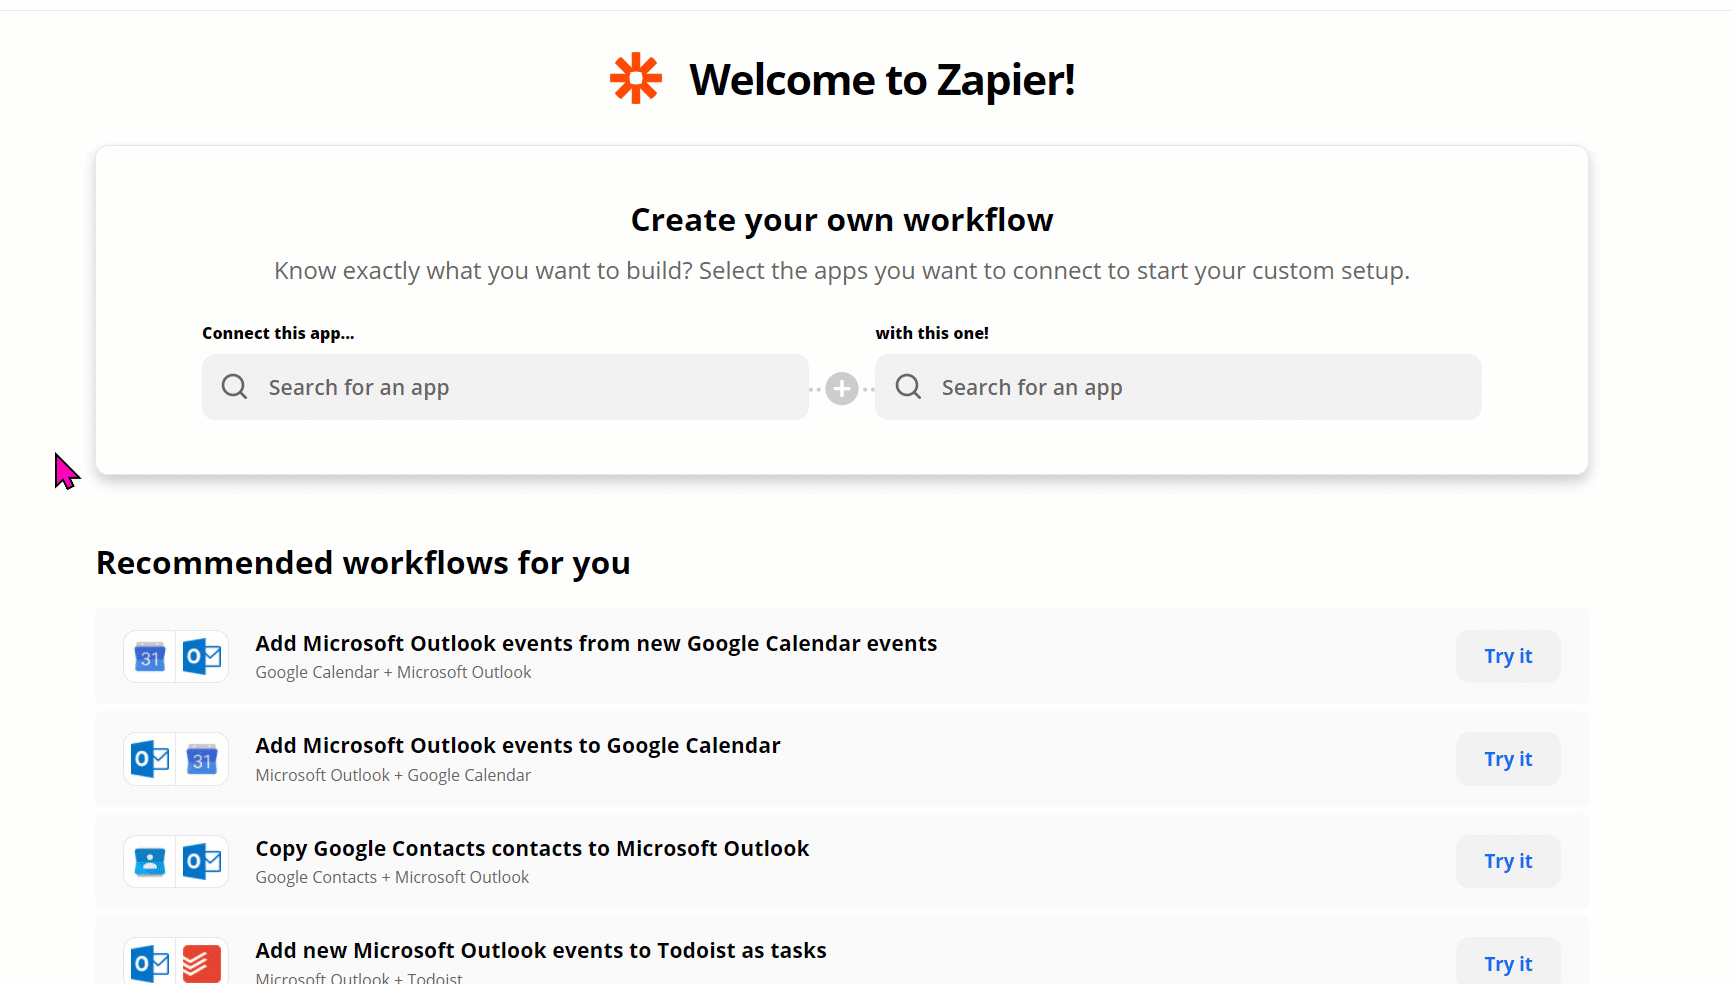 Welcome to Zapier!
Create your own workflow
Know exactly what you want to build? Select the apps you want to connect to start your custom setup.
Connect this app...
with this one!
Search for an app
Search for an app
Recommended workflows for you
31
Add Microsoft Outlook events from new Google Calendar events
Google Calendar + Microsoft Outlook
Try it
31
Add Microsoft Outlook events to Google Calendar
Microsoft Outlook + Google Calendar
Try it
Copy Google Contacts contacts to Microsoft Outlook
Google Contacts + Microsoft Outlook
Try it
Add new Microsoft Outlook events to Todoist as tasks
Microsoft Outlook + Todoist
Try it